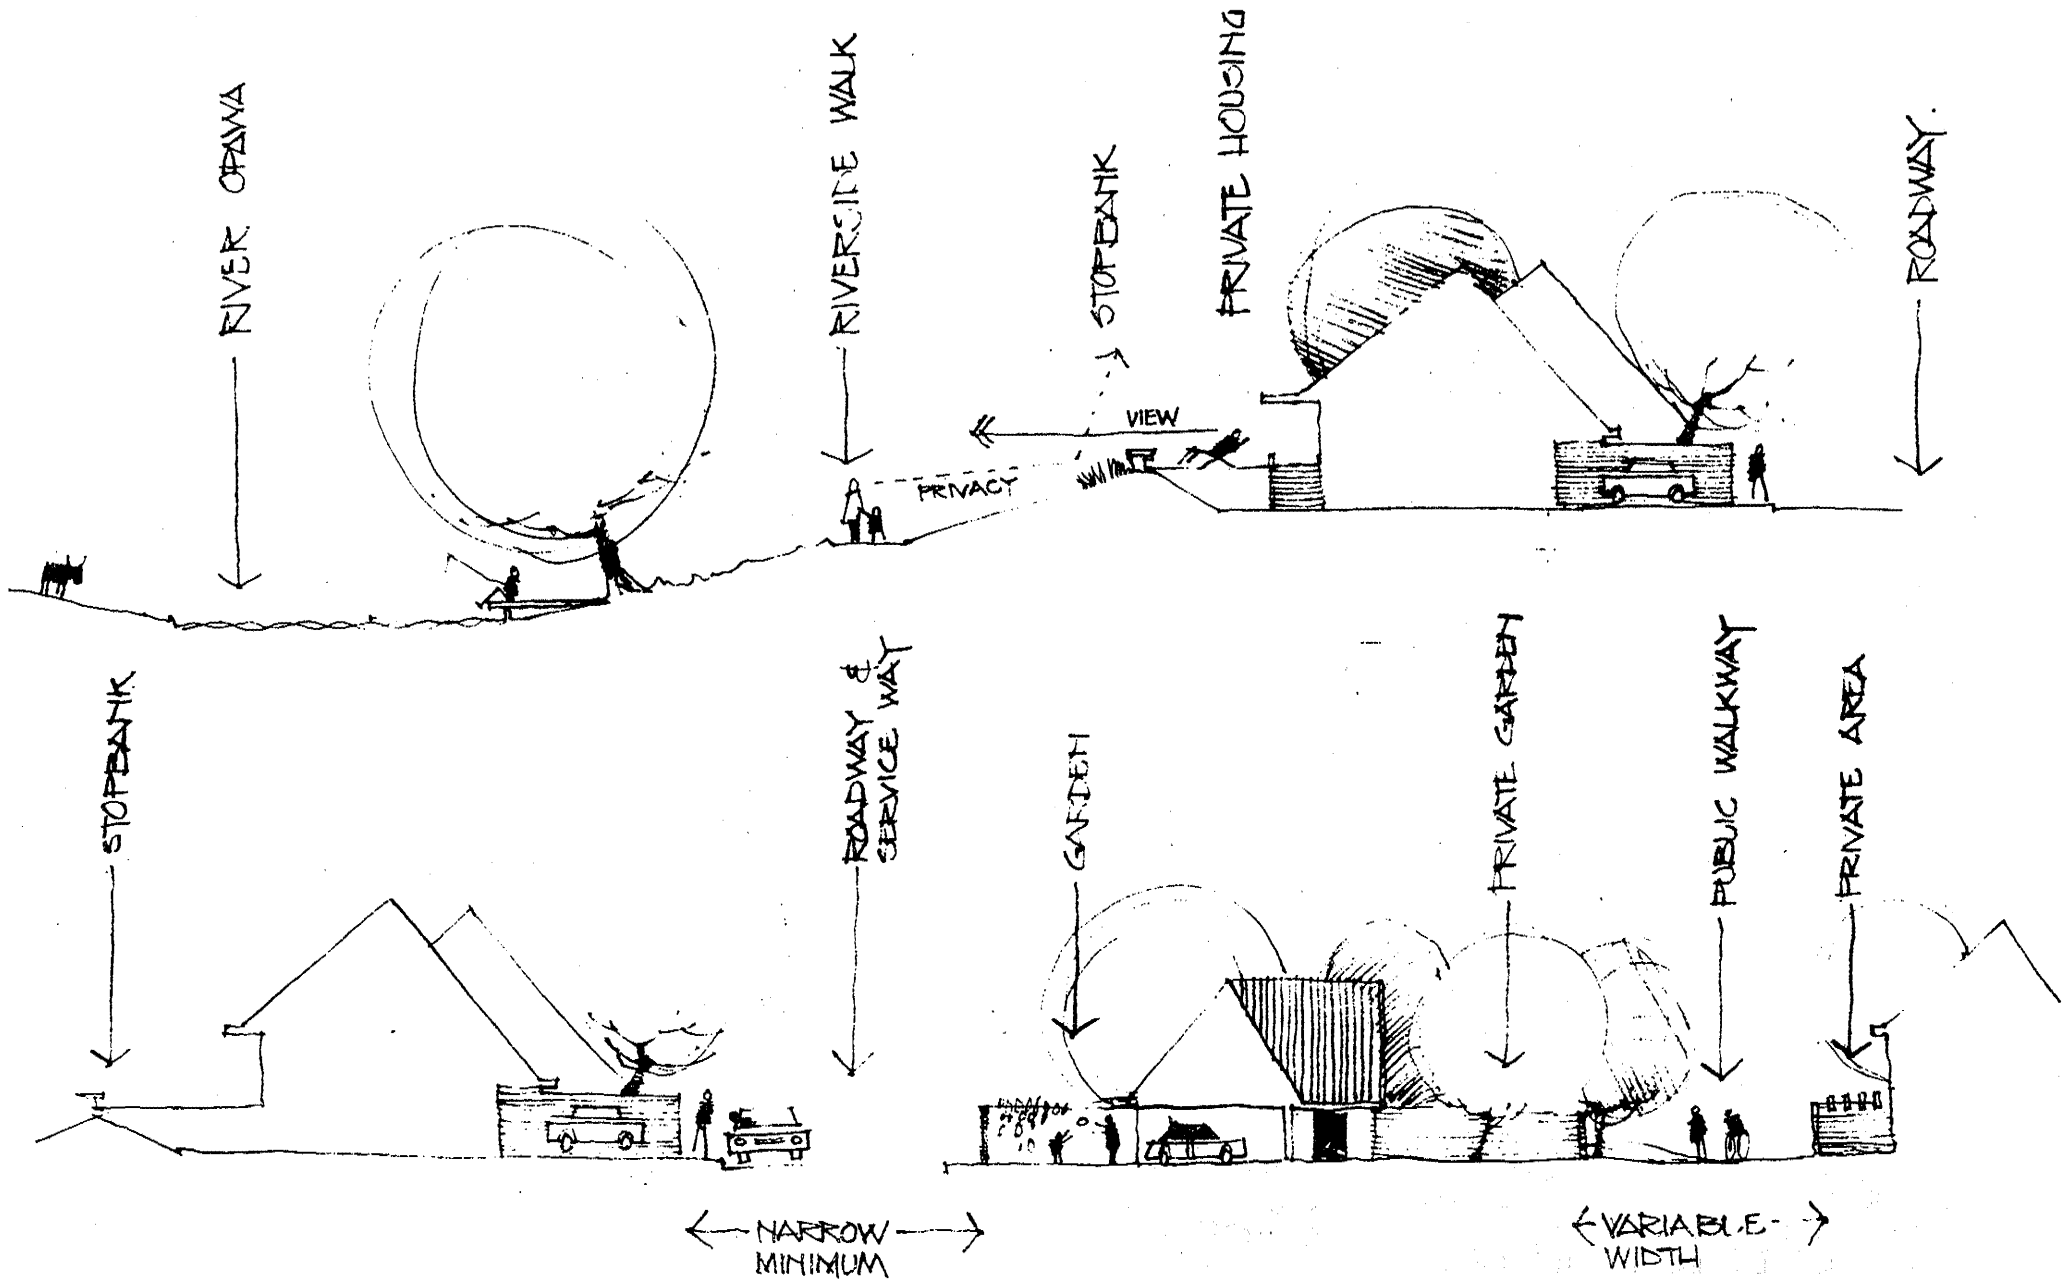 RIVER OPAWA
RIVERSIDE WALK
STOPBANK
PRIVATE HOUSING
ROADWAY.
VIEW
PRIVACY
STOPBANK
ROADWAY &
SERVICE WAY
GARDEN
PRIVATE GARDEN
PUBLIC WALKWAY
PRIVATE AREA
NARROW
MINIMUM
VARIABLE
WIDTH